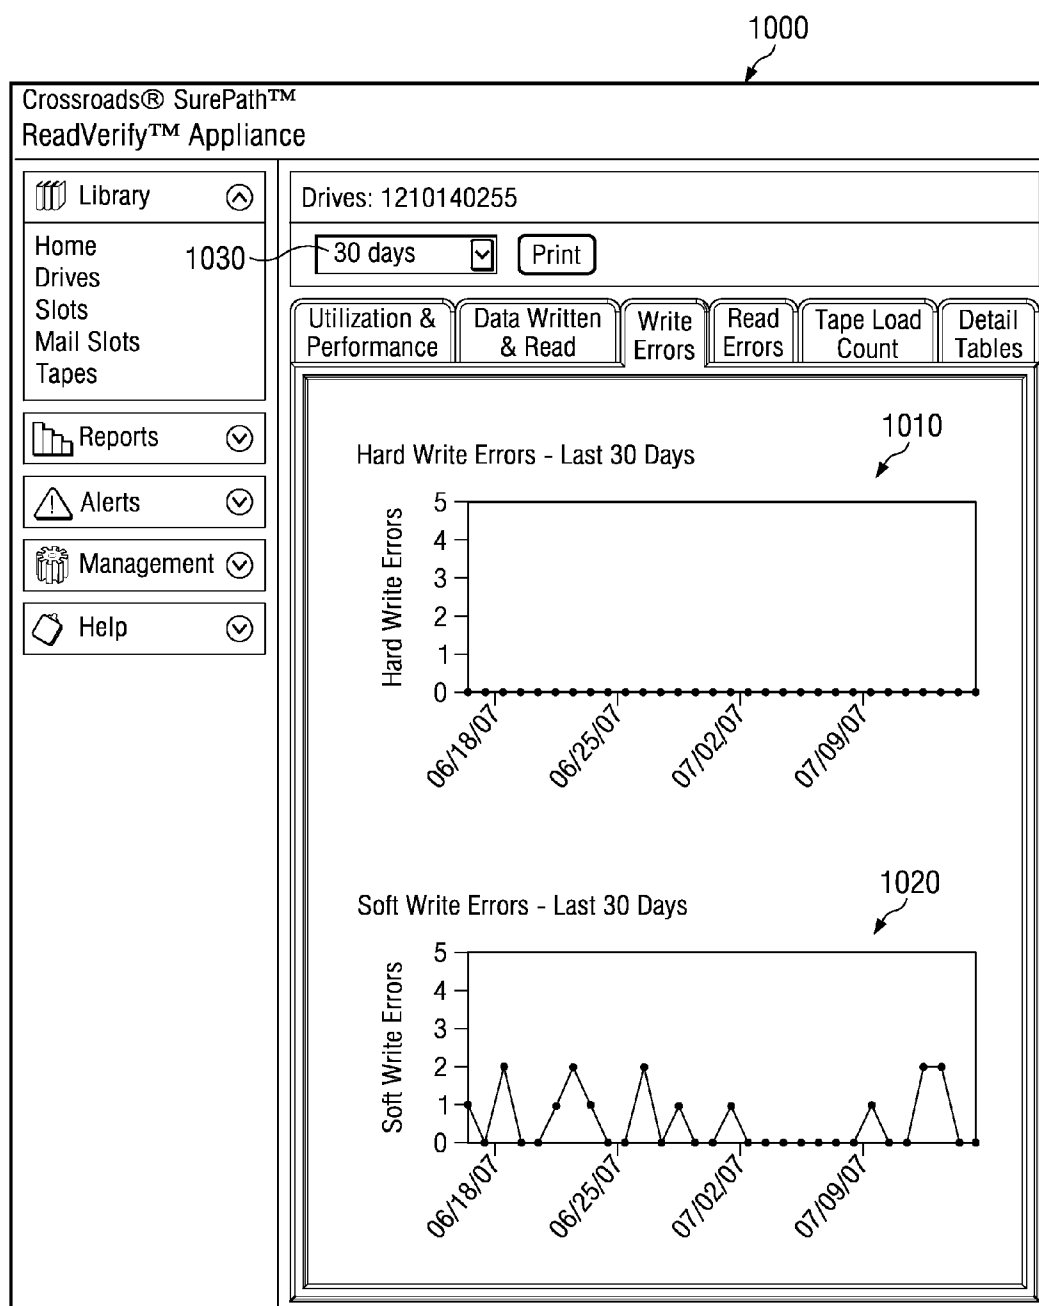 1000
Crossroads® SurePath™
ReadVerify™ Appliance
Library
Home
Drives
Slots
Mail Slots
Tapes
Reports
Alerts
Management
Help
Drives: 1210140255
1030
30 days
Print
Utilization &
Performance
Data Written
& Read
Write
Errors
Read
Errors
Tape Load
Count
Detail
Tables
1010
Hard Write Errors - Last 30 Days
Hard Write Errors
5
4
3
2
1
0
06/18/07
06/25/07
07/02/07
07/09/07
1020
Soft Write Errors - Last 30 Days
Soft Write Errors
5
4
3
2
1
0
06/18/07
06/25/07
07/02/07
07/09/07